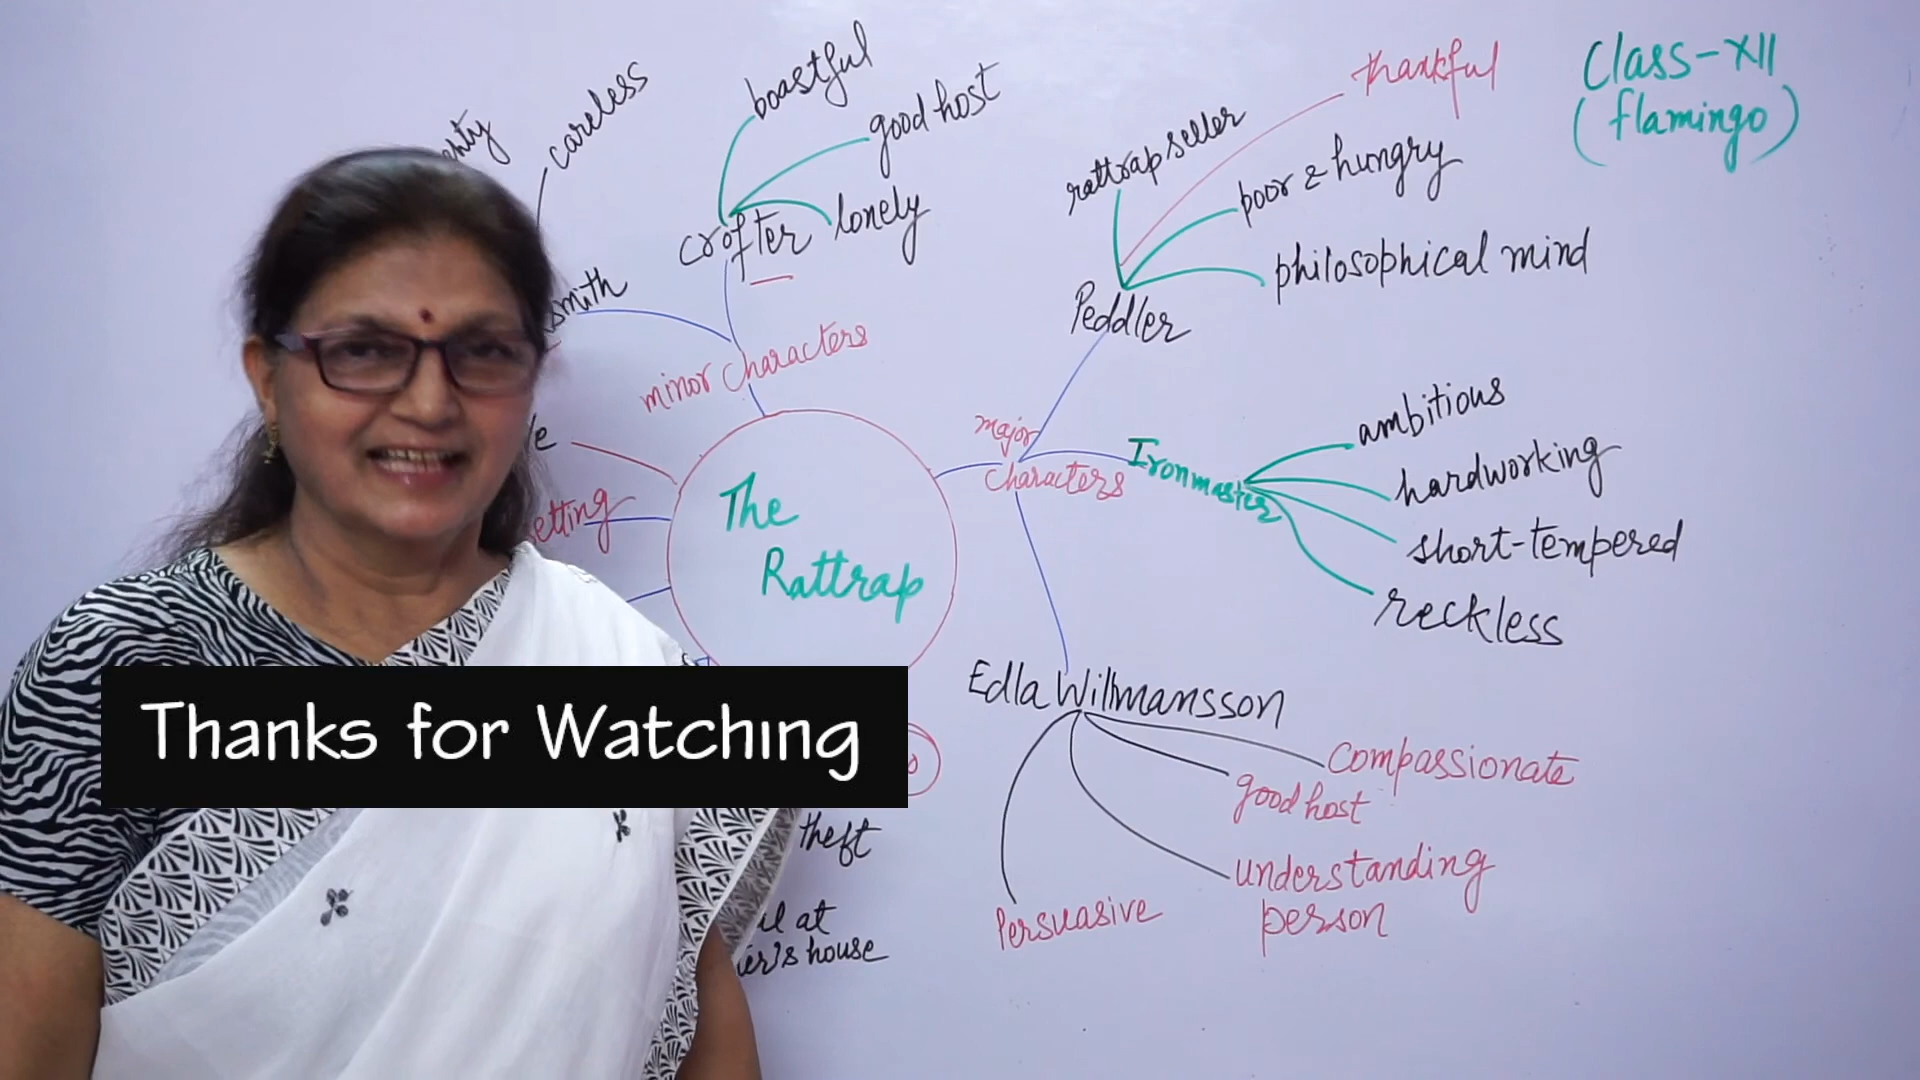 careless
boastful
good host
lonely
Crofter
minor Characters
The
Rattrap
Class-XII
(flamingo)
thankful
rattrap seller
poor & hungry
philosophical mind
Peddler
major
Characters
Ironmaster
ambitious
hardworking
short-tempered
reckless
Edla Willmansson
Compassionate
good host
understanding
person
Persuasive
Thanks for Watching
theft
at
house